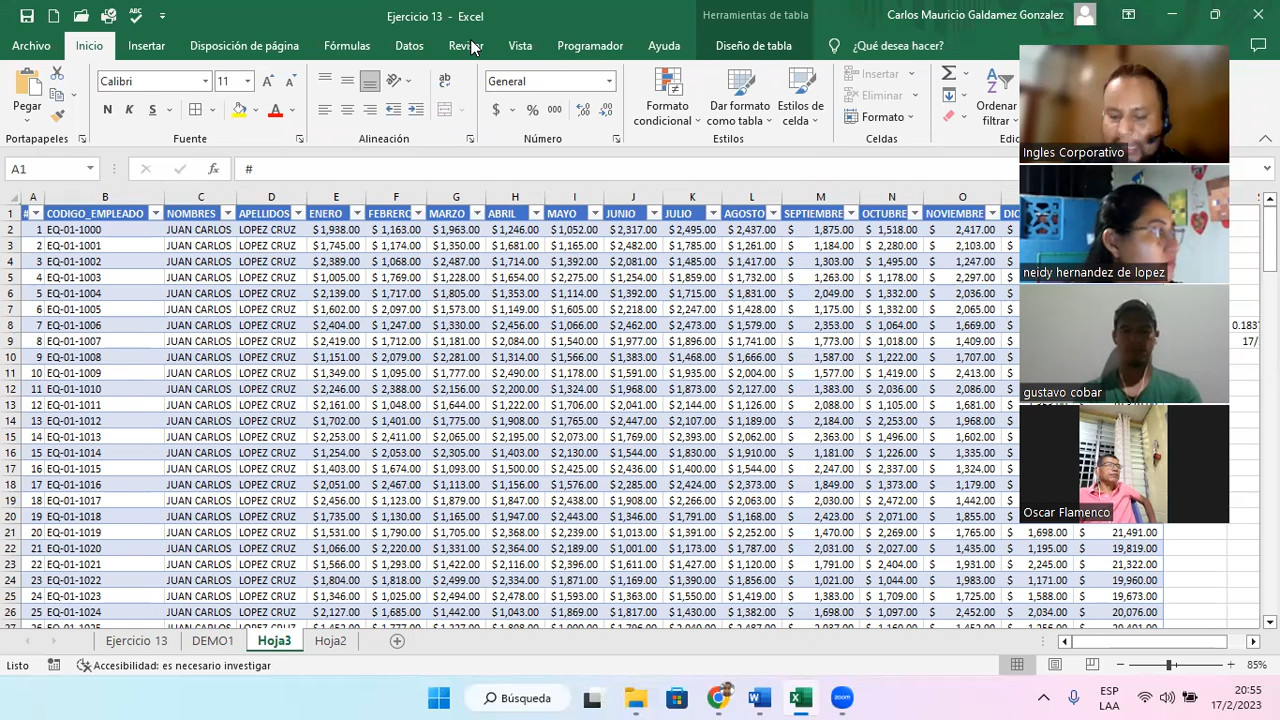 Ejercicio 13 - Excel
Herramientas de tabla
Carlos Mauricio Galdamez Gonzalez
Archivo Inicio Insertar Disposición de página Fórmulas Datos Vista Programador Ayuda Diseño de tabla ¿Qué desea hacer?
Pegar
Calibri 11
N K S
General
$ % 000
Formato condicional
Dar formato como tabla
Estilos de celda
Insertar
Eliminar
Formato
Ordenar
filtrar
Portapapeles Fuente Alineación Número Estilos Celdas
A1 #
A B C D E F G H I J K L M N O
# CODIGO_EMPLEADO NOMBRES APELLIDOS ENERO FEBRERO MARZO ABRIL MAYO JUNIO JULIO AGOSTO SEPTIEMBRE OCTUBRE NOVIEMBRE DIC
1 EQ-01-1000 JUAN CARLOS LOPEZ CRUZ $ 1,938.00 $ 1,163.00 $ 1,963.00 $ 1,246.00 $ 1,052.00 $ 2,317.00 $ 2,495.00 $ 2,437.00 $ 1,875.00 $ 1,518.00 $ 2,417.00 $
2 EQ-01-1001 JUAN CARLOS LOPEZ CRUZ $ 1,745.00 $ 1,174.00 $ 1,350.00 $ 1,681.00 $ 1,165.00 $ 2,482.00 $ 1,785.00 $ 1,261.00 $ 1,184.00 $ 2,280.00 $ 2,103.00 $
3 EQ-01-1002 JUAN CARLOS LOPEZ CRUZ $ 2,383.00 $ 1,068.00 $ 2,487.00 $ 1,714.00 $ 1,392.00 $ 2,081.00 $ 1,485.00 $ 1,417.00 $ 1,303.00 $ 1,495.00 $ 1,247.00 $
4 EQ-01-1003 JUAN CARLOS LOPEZ CRUZ $ 1,009.00 $ 1,769.00 $ 1,228.00 $ 1,654.00 $ 2,275.00 $ 1,254.00 $ 1,859.00 $ 1,732.00 $ 1,263.00 $ 1,178.00 $ 2,297.00 $
5 EQ-01-1004 JUAN CARLOS LOPEZ CRUZ $ 2,139.00 $ 1,717.00 $ 1,805.00 $ 1,353.00 $ 1,114.00 $ 1,392.00 $ 1,715.00 $ 1,831.00 $ 2,049.00 $ 1,332.00 $ 2,036.00 $
6 EQ-01-1005 JUAN CARLOS LOPEZ CRUZ $ 1,602.00 $ 2,097.00 $ 1,573.00 $ 1,149.00 $ 1,605.00 $ 2,218.00 $ 2,247.00 $ 1,428.00 $ 1,175.00 $ 1,332.00 $ 2,065.00 $
7 EQ-01-1006 JUAN CARLOS LOPEZ CRUZ $ 2,404.00 $ 1,247.00 $ 1,330.00 $ 2,456.00 $ 1,066.00 $ 2,462.00 $ 2,473.00 $ 1,579.00 $ 2,353.00 $ 1,064.00 $ 1,669.00 $ 0.183
8 EQ-01-1007 JUAN CARLOS LOPEZ CRUZ $ 2,419.00 $ 1,712.00 $ 1,181.00 $ 2,084.00 $ 1,540.00 $ 1,977.00 $ 1,896.00 $ 1,741.00 $ 1,773.00 $ 1,018.00 $ 1,409.00 $ 17/
9 EQ-01-1008 JUAN CARLOS LOPEZ CRUZ $ 1,151.00 $ 2,079.00 $ 2,281.00 $ 1,314.00 $ 1,566.00 $ 1,383.00 $ 1,468.00 $ 1,666.00 $ 1,587.00 $ 1,222.00 $ 1,707.00 $
10 EQ-01-1009 JUAN CARLOS LOPEZ CRUZ $ 1,349.00 $ 1,095.00 $ 1,777.00 $ 2,490.00 $ 1,178.00 $ 1,591.00 $ 1,935.00 $ 2,004.00 $ 1,577.00 $ 1,419.00 $ 2,413.00 $
11 EQ-01-1010 JUAN CARLOS LOPEZ CRUZ $ 2,246.00 $ 2,388.00 $ 2,156.00 $ 2,200.00 $ 1,324.00 $ 1,968.00 $ 1,873.00 $ 2,127.00 $ 1,383.00 $ 2,036.00 $ 2,086.00 $
12 EQ-01-1011 JUAN CARLOS LOPEZ CRUZ $ 2,169.00 $ 2,048.00 $ 1,644.00 $ 1,222.00 $ 1,706.00 $ 2,041.00 $ 2,144.00 $ 1,126.00 $ 2,088.00 $ 1,105.00 $ 1,681.00 $
13 EQ-01-1012 JUAN CARLOS LOPEZ CRUZ $ 1,702.00 $ 1,401.00 $ 1,775.00 $ 1,908.00 $ 1,765.00 $ 2,447.00 $ 2,107.00 $ 1,189.00 $ 2,184.00 $ 2,253.00 $ 1,968.00 $
14 EQ-01-1013 JUAN CARLOS LOPEZ CRUZ $ 2,253.00 $ 2,411.00 $ 2,065.00 $ 2,195.00 $ 2,073.00 $ 1,769.00 $ 2,393.00 $ 2,062.00 $ 2,363.00 $ 1,496.00 $ 1,602.00 $
15 EQ-01-1014 JUAN CARLOS LOPEZ CRUZ $ 1,254.00 $ 2,053.00 $ 2,305.00 $ 1,403.00 $ 2,130.00 $ 1,544.00 $ 1,830.00 $ 1,910.00 $ 1,181.00 $ 2,226.00 $ 1,133.00 $
16 EQ-01-1015 JUAN CARLOS LOPEZ CRUZ $ 1,403.00 $ 1,674.00 $ 1,093.00 $ 1,500.00 $ 2,425.00 $ 2,436.00 $ 2,429.00 $ 1,544.00 $ 2,247.00 $ 2,337.00 $ 1,324.00 $
17 EQ-01-1016 JUAN CARLOS LOPEZ CRUZ $ 2,051.00 $ 2,467.00 $ 1,113.00 $ 1,156.00 $ 1,576.00 $ 2,285.00 $ 2,424.00 $ 2,373.00 $ 1,849.00 $ 1,373.00 $ 1,179.00 $
18 EQ-01-1017 JUAN CARLOS LOPEZ CRUZ $ 2,456.00 $ 1,123.00 $ 1,879.00 $ 1,847.00 $ 2,438.00 $ 1,908.00 $ 2,266.00 $ 2,063.00 $ 1,915.00 $ 2,472.00 $ 1,442.00 $
19 EQ-01-1018 JUAN CARLOS LOPEZ CRUZ $ 1,735.00 $ 1,130.00 $ 1,165.00 $ 1,947.00 $ 2,443.00 $ 1,346.00 $ 1,791.00 $ 1,168.00 $ 2,423.00 $ 2,071.00 $ 1,855.00 $
20 EQ-01-1019 JUAN CARLOS LOPEZ CRUZ $ 1,531.00 $ 1,790.00 $ 1,705.00 $ 2,368.00 $ 2,239.00 $ 1,013.00 $ 1,391.00 $ 2,252.00 $ 1,470.00 $ 2,269.00 $ 1,765.00 $ 1,698.00 $ 21,491.00
21 EQ-01-1020 JUAN CARLOS LOPEZ CRUZ $ 1,066.00 $ 2,220.00 $ 1,331.00 $ 2,364.00 $ 2,189.00 $ 1,001.00 $ 1,173.00 $ 1,787.00 $ 2,031.00 $ 2,027.00 $ 1,435.00 $ 1,195.00 $ 19,819.00
22 EQ-01-1021 JUAN CARLOS LOPEZ CRUZ $ 1,566.00 $ 1,293.00 $ 1,422.00 $ 2,116.00 $ 2,396.00 $ 1,611.00 $ 1,427.00 $ 1,120.00 $ 1,791.00 $ 2,404.00 $ 1,931.00 $ 2,245.00 $ 21,322.00
23 EQ-01-1022 JUAN CARLOS LOPEZ CRUZ $ 1,804.00 $ 1,818.00 $ 2,499.00 $ 2,334.00 $ 1,871.00 $ 1,169.00 $ 1,390.00 $ 1,856.00 $ 1,021.00 $ 1,044.00 $ 1,983.00 $ 1,171.00 $ 19,960.00
24 EQ-01-1023 JUAN CARLOS LOPEZ CRUZ $ 1,346.00 $ 1,025.00 $ 2,494.00 $ 2,478.00 $ 1,363.00 $ 1,593.00 $ 1,550.00 $ 1,419.00 $ 1,383.00 $ 1,709.00 $ 1,725.00 $ 1,588.00 $ 19,673.00
25 EQ-01-1024 JUAN CARLOS LOPEZ CRUZ $ 2,127.00 $ 1,685.00 $ 1,442.00 $ 1,043.00 $ 1,869.00 $ 1,817.00 $ 1,430.00 $ 1,382.00 $ 1,698.00 $ 1,097.00 $ 2,452.00 $ 2,034.00 $ 20,076.00
Ingles Corporativo
neidy hernandez de lopez
gustavo cobar
Oscar Flamenco
Ejercicio 13 DEMO1 Hoja3 Hoja2
Listo Accesibilidad: es necesario investigar 85%
Búsqueda
ESP
LAA
20:55
17/2/2023